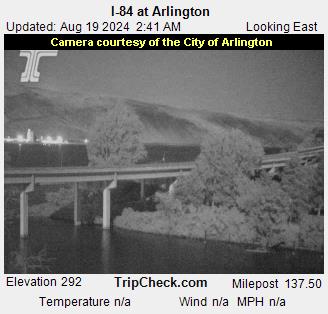 I-84 at Arlington
Updated: Aug 19 2024 2:41 AM Looking East
Camera courtesy of the City of Arlington
Elevation 292 TripCheck.com Milepost 137.50
Temperature n/a Wind n/a MPH n/a